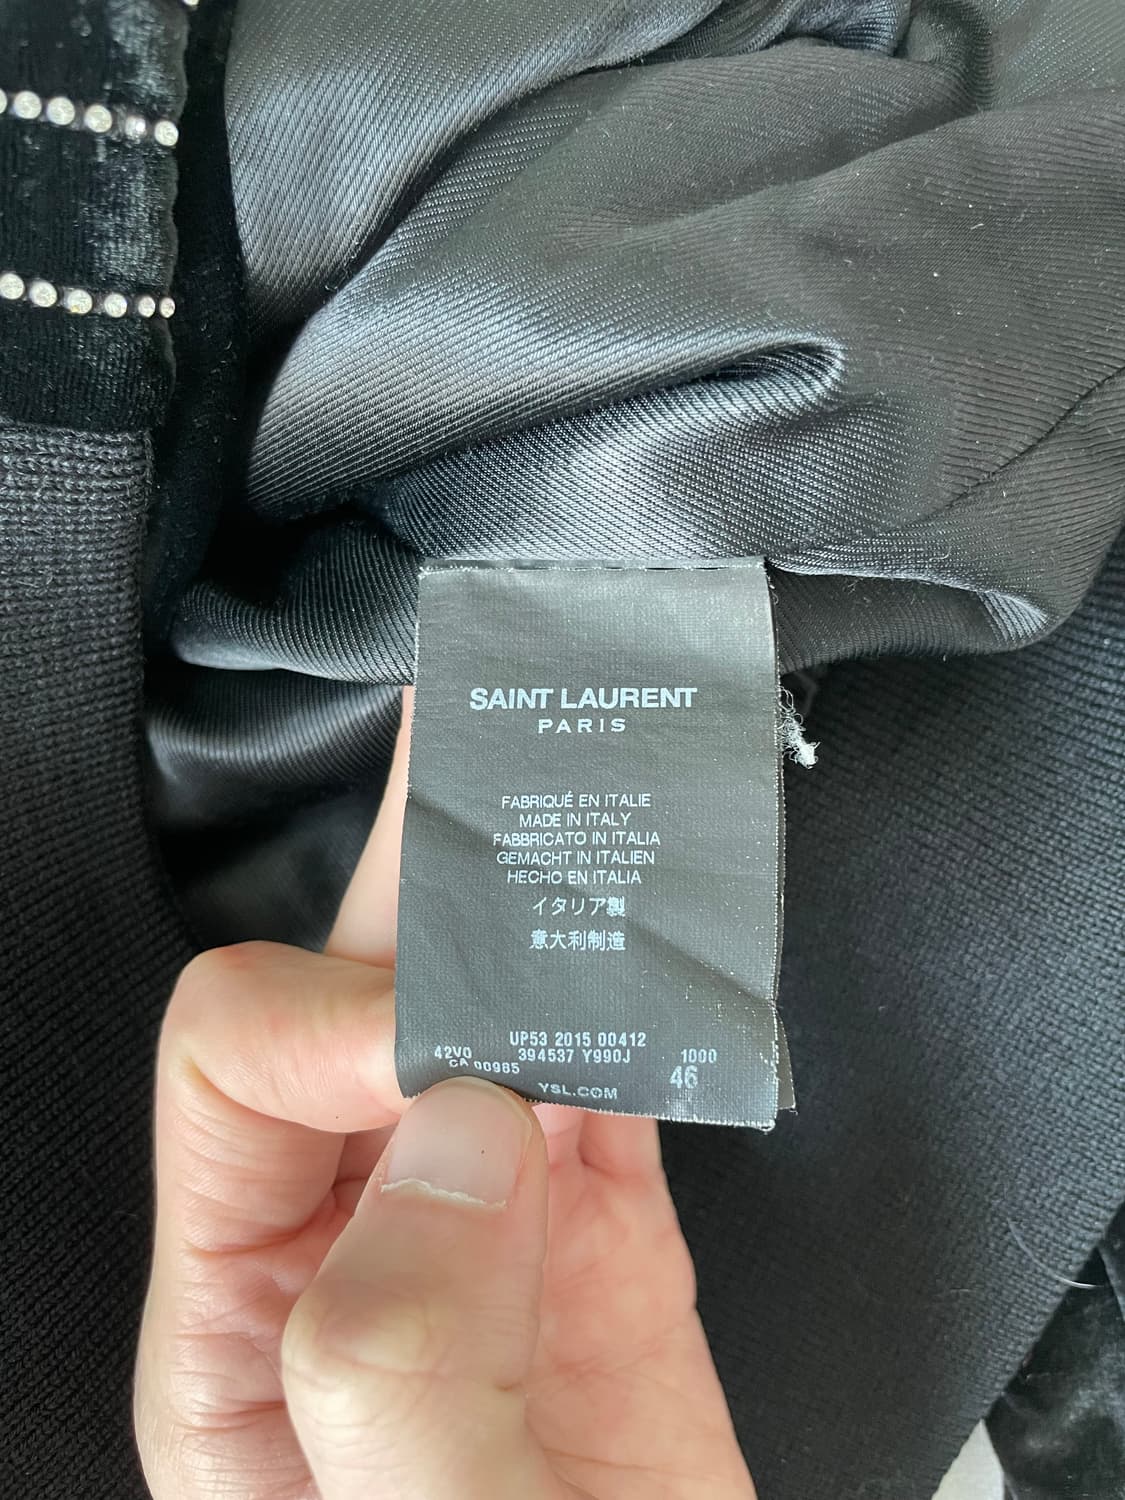 SAINT LAURENT
PARIS
FABRIQUÉ EN ITALIE
MADE IN ITALY
FABBRICATO IN ITALIA
GEMACHT IN ITALIEN
HECHO EN ITALIA
イタリア製
意大利制造
UP53 2015 00412
42V0 394537 Y990J 1000
CA 00985 46
YSL.COM